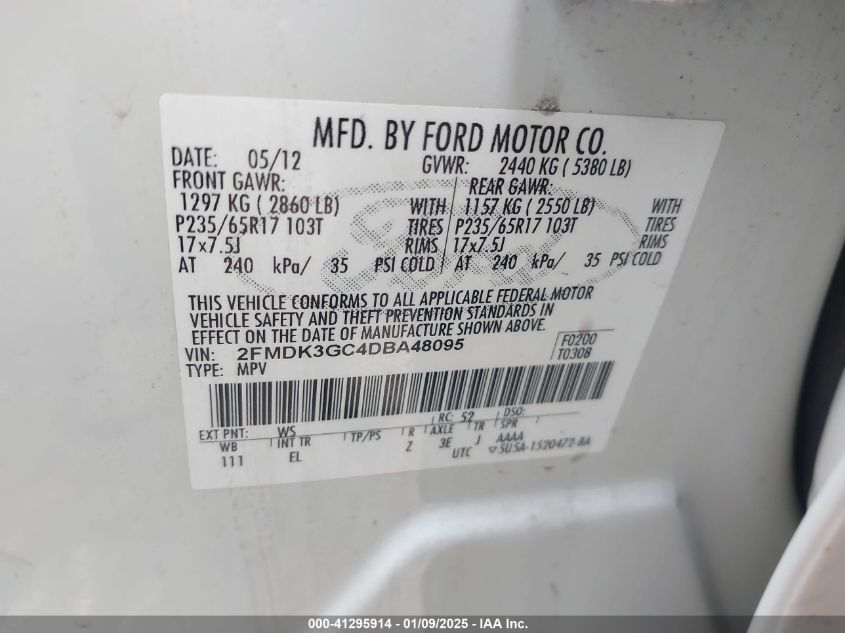 MFD. BY FORD MOTOR CO.
DATE: 05/12 GVWR: 2440 KG ( 5380 LB)
FRONT GAWR: REAR GAWR:
1297 KG ( 2860 LB) WITH 1157 KG ( 2550 LB) WITH
P235/65R17 103T TIRES P235/65R17 103T TIRES
17x7.5J RIMS 17x7.5J RIMS
AT 240 kPa/ 35 PSI COLD AT 240 kPa/ 35 PSI COLD
THIS VEHICLE CONFORMS TO ALL APPLICABLE FEDERAL MOTOR
VEHICLE SAFETY AND THEFT PREVENTION STANDARDS IN
EFFECT ON THE DATE OF MANUFACTURE SHOWN ABOVE.
VIN: 2FMDK3GC4DBA48095 F0200
TYPE: MPV T0308
EXT PNT: WS RC: 52 DSO:
WB INT TR TP/PS R AXLE TR SPR
111 EL Z 3E J AAAA
UTC ▽5U5A-1520472-BA
000-41295914 - 01/09/2025 - IAA Inc.